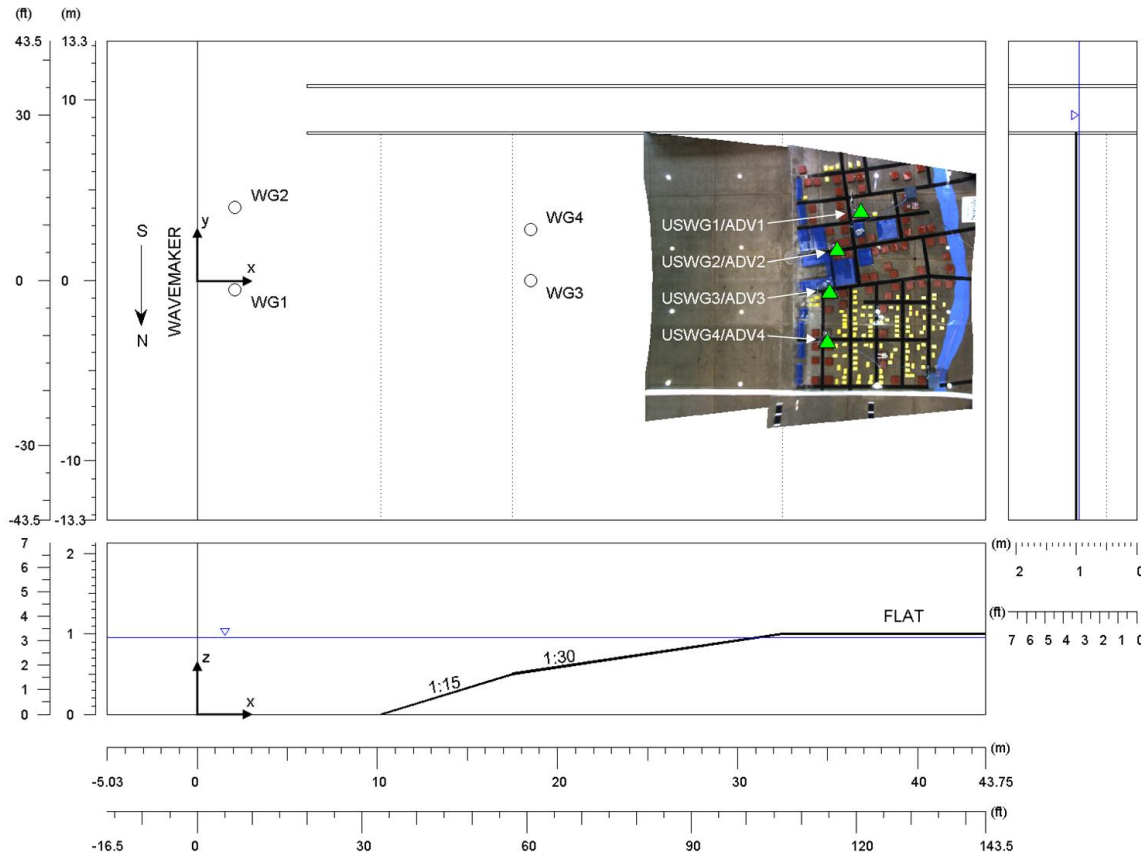 (ft) (m)
43.5 13.3
30 10
0 0
-30 -10
-43.5 -13.3
S
N
WAVEMAKER
y
x
WG2
WG1
WG4
WG3
USWG1/ADV1
USWG2/ADV2
USWG3/ADV3
USWG4/ADV4
7 6 5 4 3 2 1 0
2 1 0
z
x
1:15
1:30
FLAT
(m)
2 1 0
(ft)
7 6 5 4 3 2 1 0
(m)
-5.03 0 10 20 30 40 43.75
(ft)
-16.5 0 30 60 90 120 143.5